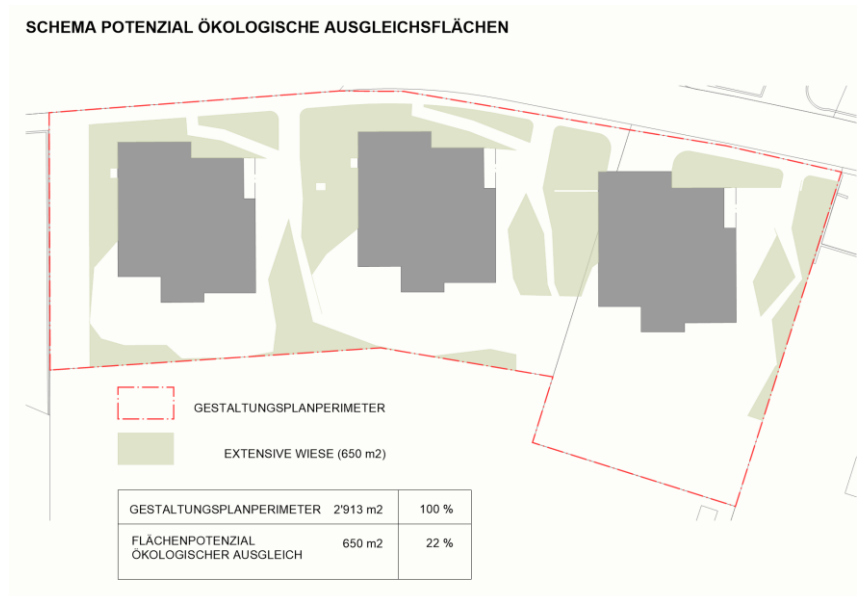 SCHEMA POTENZIAL ÖKOLOGISCHE AUSGLEICHSFLÄCHEN
GESTALTUNGSPLANPERIMETER
EXTENSIVE WIESE (650 m2)
GESTALTUNGSPLANPERIMETER 2'913 m2 100 %
FLÄCHENPOTENZIAL
ÖKOLOGISCHER AUSGLEICH 650 m2 22 %